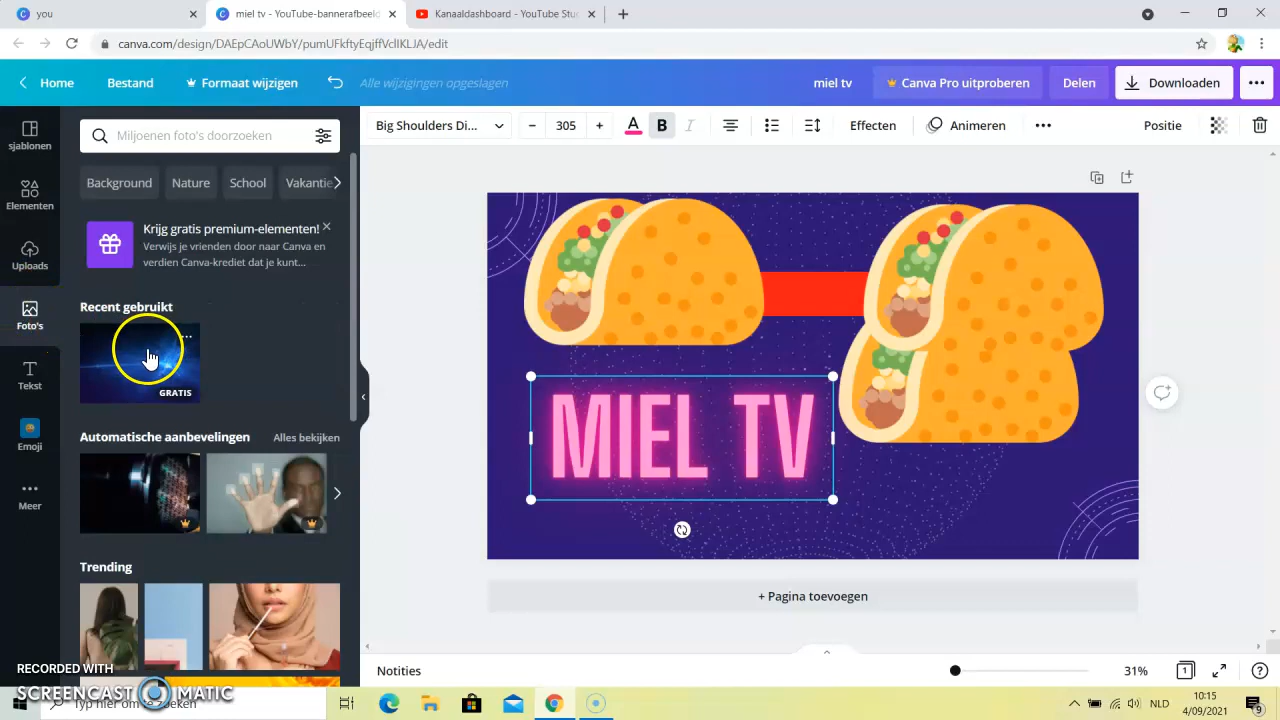 you
miel tv - YouTube-bannerafbeeld
Kanaaldashboard - YouTube Stud
canva.com/design/DAEpCAoUWbY/pumUFkftyEqjffVclIKLJA/edit
Home
Bestand
Formaat wijzigen
Alle wijzigingen opgeslagen
miel tv
Canva Pro uitproberen
Delen
Downloaden
Big Shoulders Di...
305
A
B
I
Effecten
Animeren
Positie
sjablonen
Elementen
Uploads
Foto's
Tekst
Emoji
Meer
Miljoenen foto's doorzoeken
Background
Nature
School
Vakantie
Krijg gratis premium-elementen!
Verwijs je vrienden door naar Canva en
verdien Canva-krediet dat je kunt...
Recent gebruikt
GRATIS
Automatische aanbevelingen
Alles bekijken
Trending
MIEL TV
+ Pagina toevoegen
Notities
31%
1
RECORDED WITH
SCREENCAST MATIC
Typ hier om te zoeken
NLD
10:15
4/09/2021
9